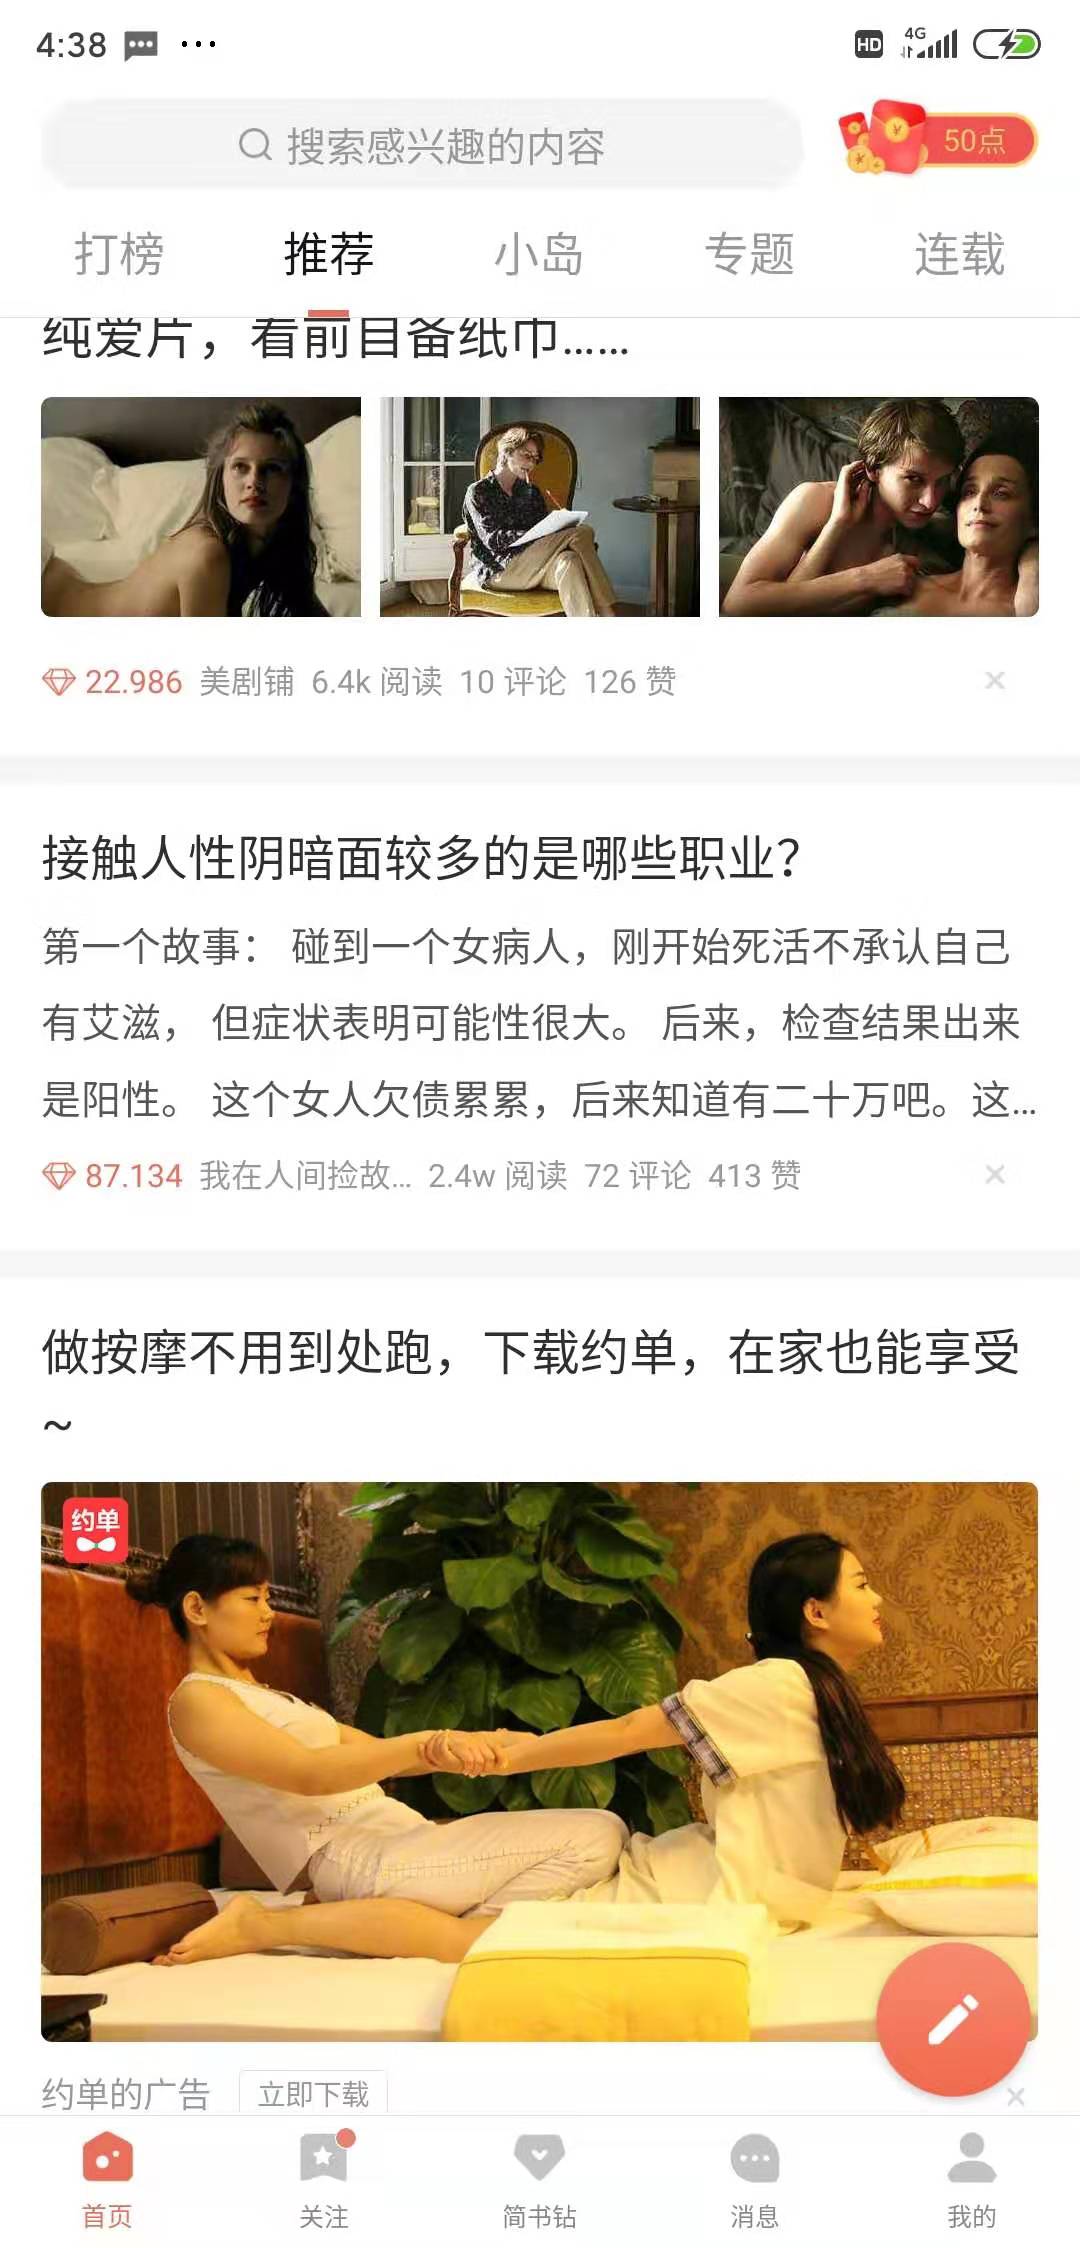 4:38
HD 4G
搜索感兴趣的内容
50点
打榜 推荐 小岛 专题 连载
纯爱片，看前自备纸巾……
22.986 美剧铺 6.4k 阅读 10 评论 126 赞
接触人性阴暗面较多的是哪些职业？
第一个故事： 碰到一个女病人，刚开始死活不承认自己
有艾滋， 但症状表明可能性很大。 后来，检查结果出来
是阳性。 这个女人欠债累累，后来知道有二十万吧。这...
87.134 我在人间捡故... 2.4w 阅读 72 评论 413 赞
做按摩不用到处跑，下载约单，在家也能享受
~
约单
约单的广告 立即下载
首页 关注 简书钻 消息 我的